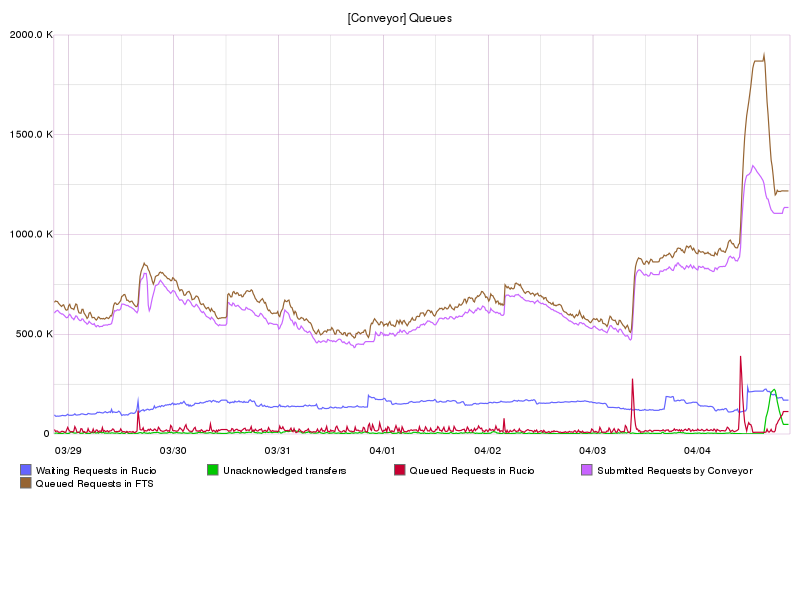 [Conveyor] Queues
2000.0 K
1500.0 K
1000.0 K
500.0 K
0
03/29 03/30 03/31 04/01 04/02 04/03 04/04
Waiting Requests in Rucio Unacknowledged transfers Queued Requests in Rucio Submitted Requests by Conveyor
Queued Requests in FTS